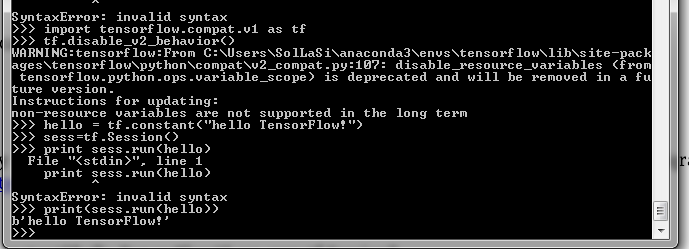 ^
SyntaxError: invalid syntax
>>> import tensorflow.compat.v1 as tf
>>> tf.disable_v2_behavior()
WARNING:tensorflow:From C:\Users\SolLaSi\anaconda3\envs\tensorflow\lib\site-pack
ages\tensorflow\python\compat\v2_compat.py:107: disable_resource_variables (from
 tensorflow.python.ops.variable_scope) is deprecated and will be removed in a fu
ture version.
Instructions for updating:
non-resource variables are not supported in the long term
>>> hello = tf.constant("hello TensorFlow!")
>>> sess=tf.Session()
>>> print sess.run(hello)
  File "<stdin>", line 1
    print sess.run(hello)
             ^
SyntaxError: invalid syntax
>>> print(sess.run(hello))
b'hello TensorFlow!'
>>>